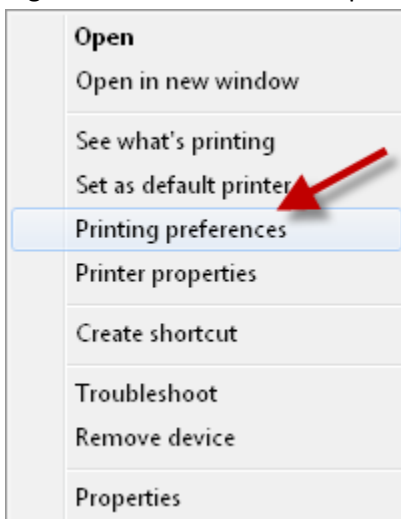 Open
Open in new window
See what's printing
Set as default printer
Printing preferences
Printer properties
Create shortcut
Troubleshoot
Remove device
Properties